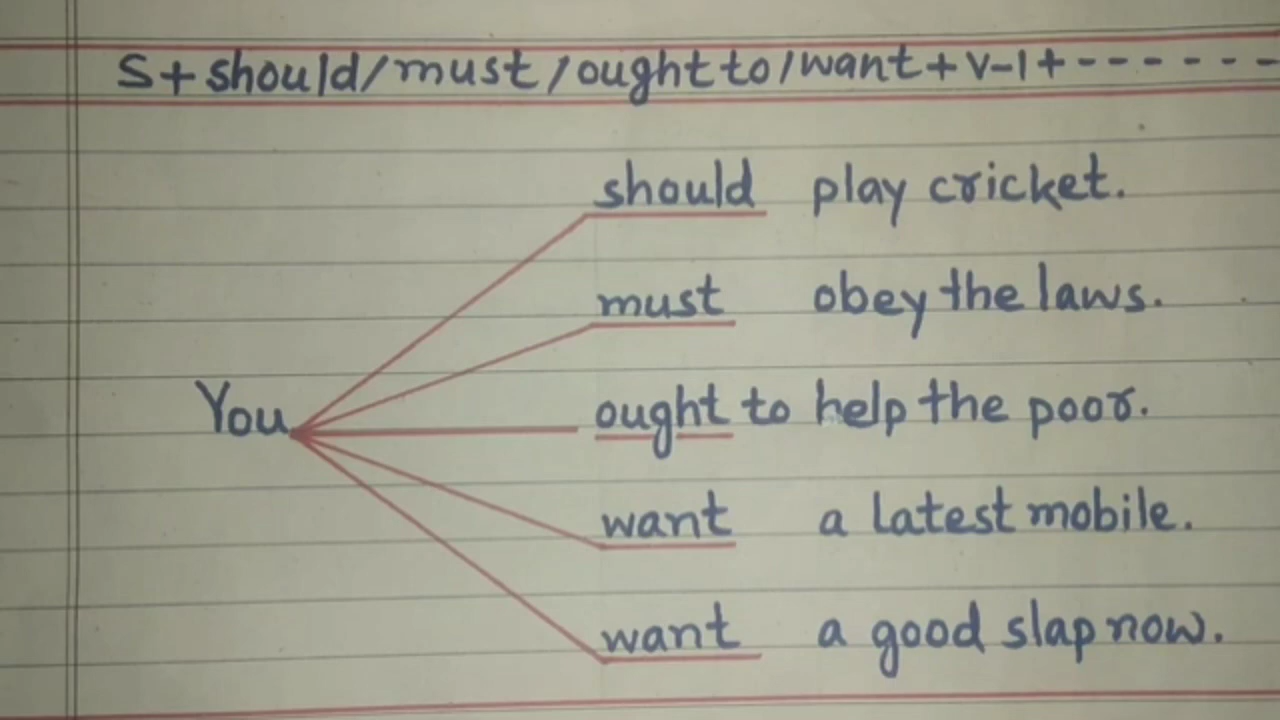 S+should/must/ought to/want+V-1+-------
should play cricket.
must obey the laws.
You ought to help the poor.
want a latest mobile.
want a good slap now.